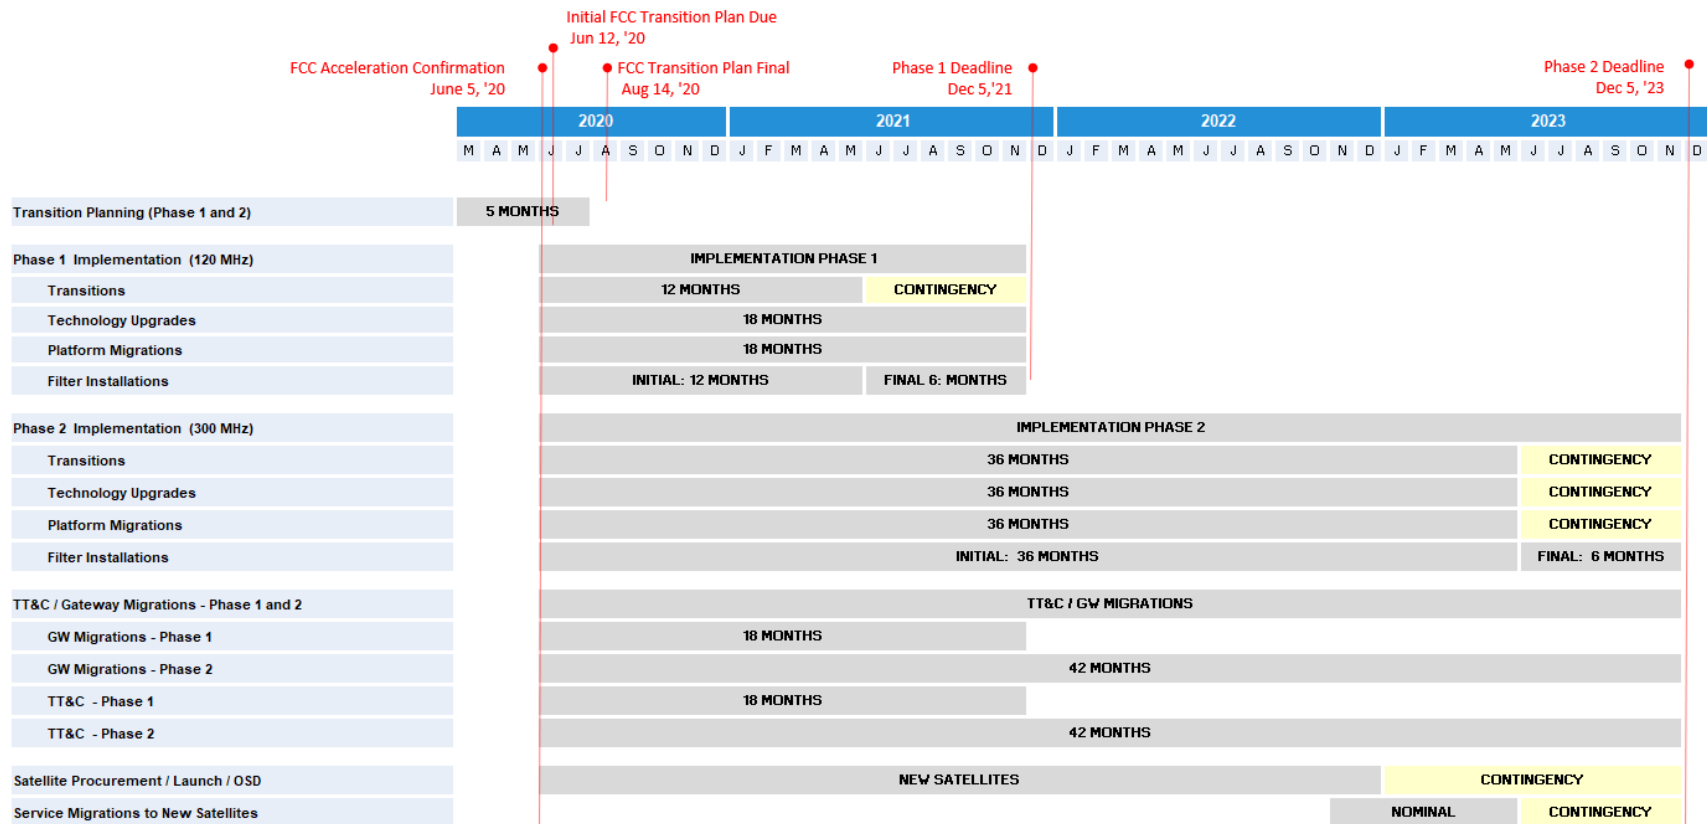 Initial FCC Transition Plan Due
Jun 12, '20
FCC Acceleration Confirmation
June 5, '20
FCC Transition Plan Final
Aug 14, '20
Phase 1 Deadline
Dec 5,'21
Phase 2 Deadline
Dec 5, '23
2020 2021 2022 2023
M A M J J A S O N D J F M A M J J A S O N D J F M A M J J A S O N D J F M A M J J A S O N D
Transition Planning (Phase 1 and 2) 5 MONTHS
Phase 1 Implementation (120 MHz) IMPLEMENTATION PHASE 1
Transitions 12 MONTHS CONTINGENCY
Technology Upgrades 18 MONTHS
Platform Migrations 18 MONTHS
Filter Installations INITIAL: 12 MONTHS FINAL 6: MONTHS
Phase 2 Implementation (300 MHz) IMPLEMENTATION PHASE 2
Transitions 36 MONTHS CONTINGENCY
Technology Upgrades 36 MONTHS CONTINGENCY
Platform Migrations 36 MONTHS CONTINGENCY
Filter Installations INITIAL: 36 MONTHS FINAL: 6 MONTHS
TT&C / Gateway Migrations - Phase 1 and 2 TT&C / GW MIGRATIONS
GW Migrations - Phase 1 18 MONTHS
GW Migrations - Phase 2 42 MONTHS
TT&C - Phase 1 18 MONTHS
TT&C - Phase 2 42 MONTHS
Satellite Procurement / Launch / OSD NEW SATELLITES CONTINGENCY
Service Migrations to New Satellites NOMINAL CONTINGENCY